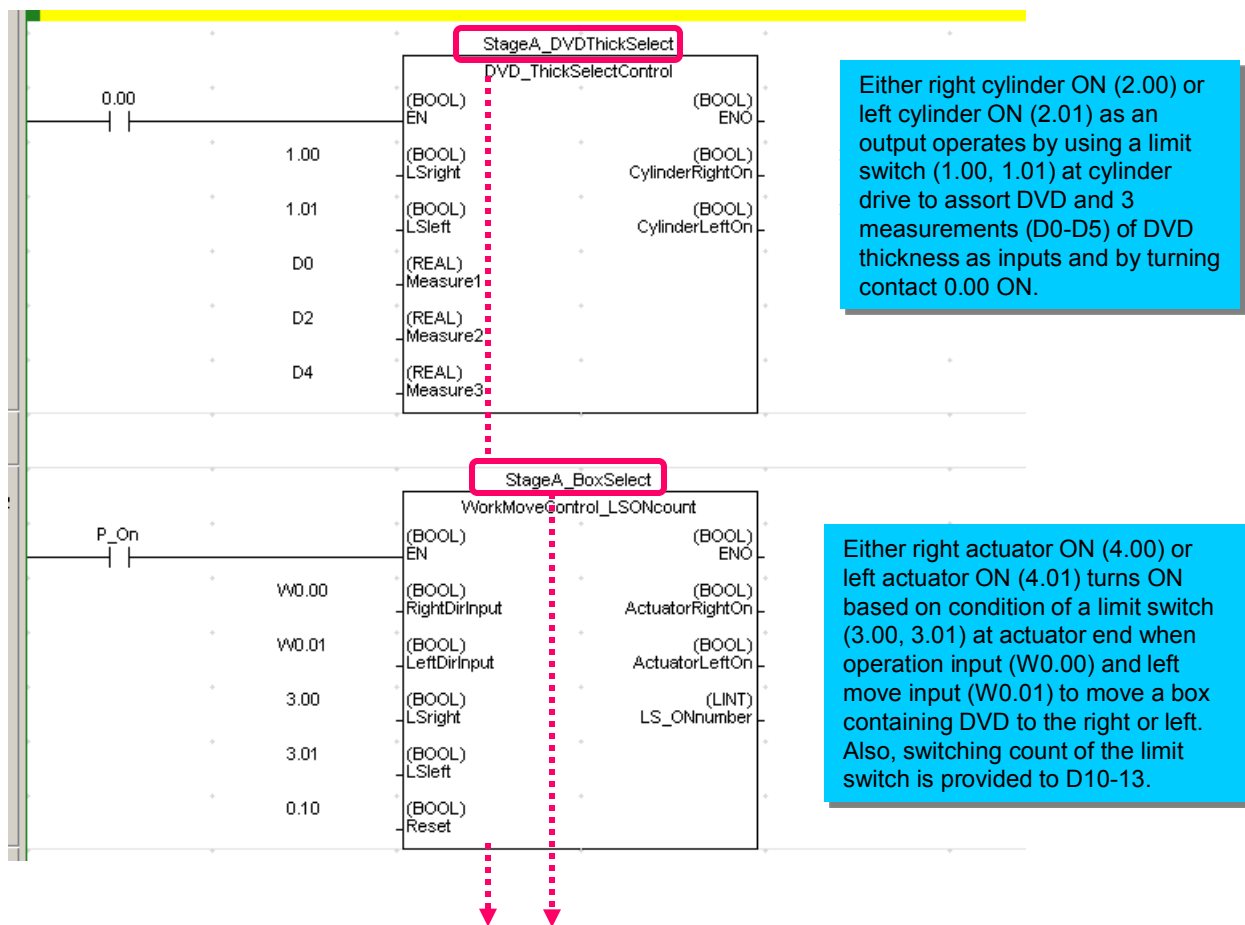 StageA_DVDThickSelect
DVD_ThickSelectControl
0.00
(BOOL)
EN
(BOOL)
ENO
1.00
(BOOL)
LSright
(BOOL)
CylinderRightOn
1.01
(BOOL)
LSleft
(BOOL)
CylinderLeftOn
D0
(REAL)
Measure1
D2
(REAL)
Measure2
D4
(REAL)
Measure3
Either right cylinder ON (2.00) or
left cylinder ON (2.01) as an
output operates by using a limit
switch (1.00, 1.01) at cylinder
drive to assort DVD and 3
measurements (D0-D5) of DVD
thickness as inputs and by turning
contact 0.00 ON.
StageA_BoxSelect
WorkMoveControl_LSONcount
P_On
(BOOL)
EN
(BOOL)
ENO
W0.00
(BOOL)
RightDirInput
(BOOL)
ActuatorRightOn
W0.01
(BOOL)
LeftDirInput
(BOOL)
ActuatorLeftOn
3.00
(BOOL)
LSright
(LINT)
LS_ONnumber
3.01
(BOOL)
LSleft
0.10
(BOOL)
Reset
Either right actuator ON (4.00) or
left actuator ON (4.01) turns ON
based on condition of a limit switch
(3.00, 3.01) at actuator end when
operation input (W0.00) and left
move input (W0.01) to move a box
containing DVD to the right or left.
Also, switching count of the limit
switch is provided to D10-13.